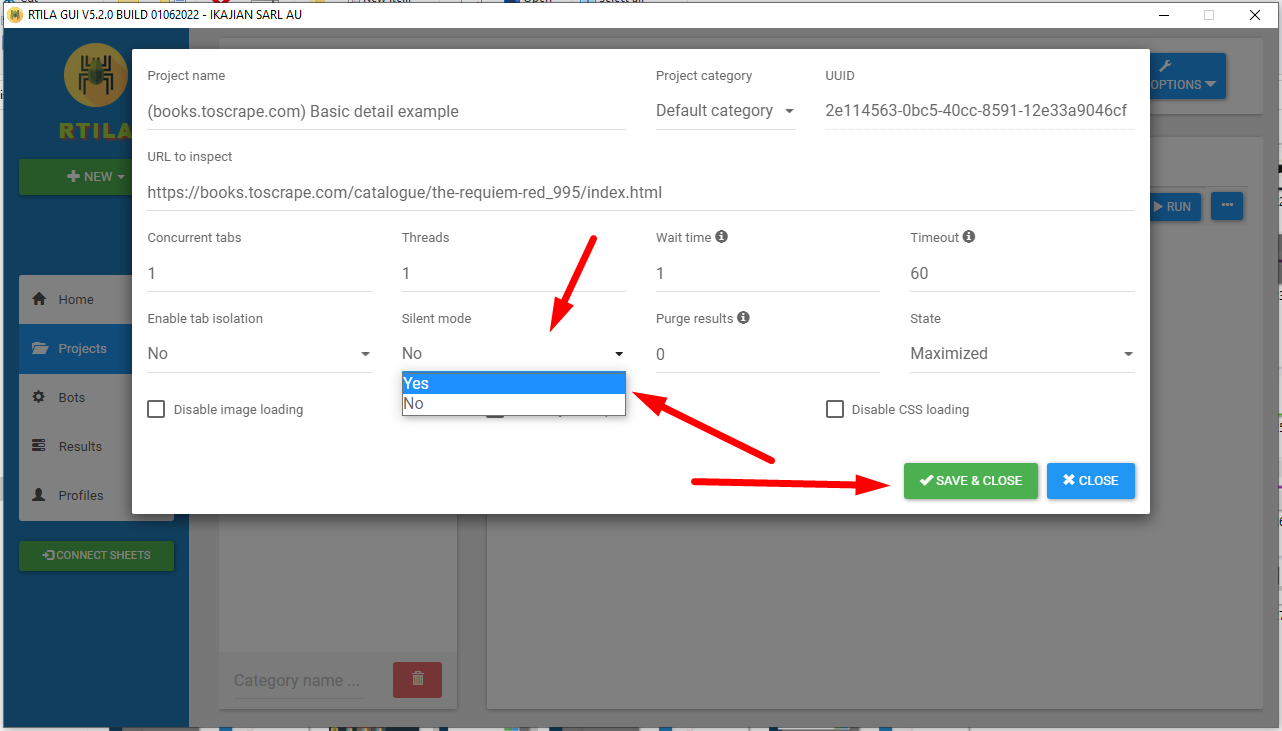 RTILA GUI V5.2.0 BUILD 01062022 - IKAJIAN SARL AU
RTILA
NEW
Home
Projects
Bots
Results
Profiles
CONNECT SHEETS
Project name
Project category
UUID
(books.toscrape.com) Basic detail example
Default category
2e114563-0bc5-40cc-8591-12e33a9046cf
URL to inspect
https://books.toscrape.com/catalogue/the-requiem-red_995/index.html
Concurrent tabs
Threads
Wait time
Timeout
1
1
1
60
Enable tab isolation
Silent mode
Purge results
State
No
No
0
Maximized
Yes
No
Disable image loading
Disable CSS loading
SAVE & CLOSE
CLOSE
OPTIONS
RUN
Category name ...